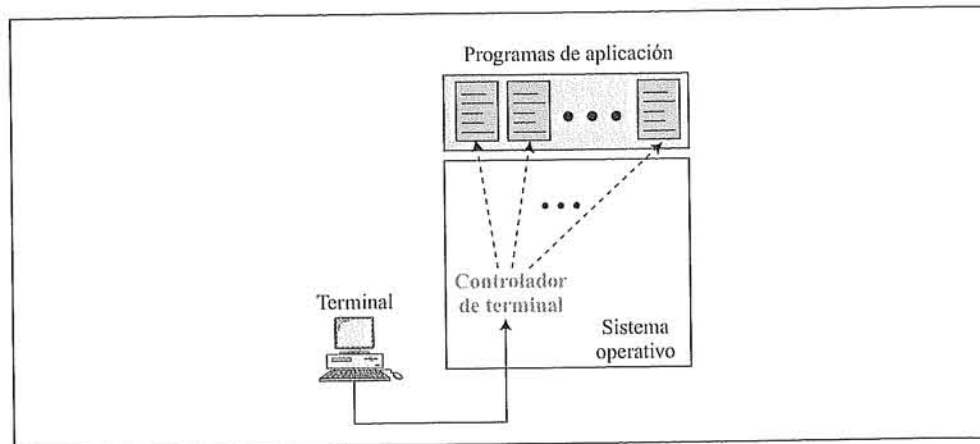 Programas de aplicación
Controlador
de terminal
Terminal
Sistema
operativo